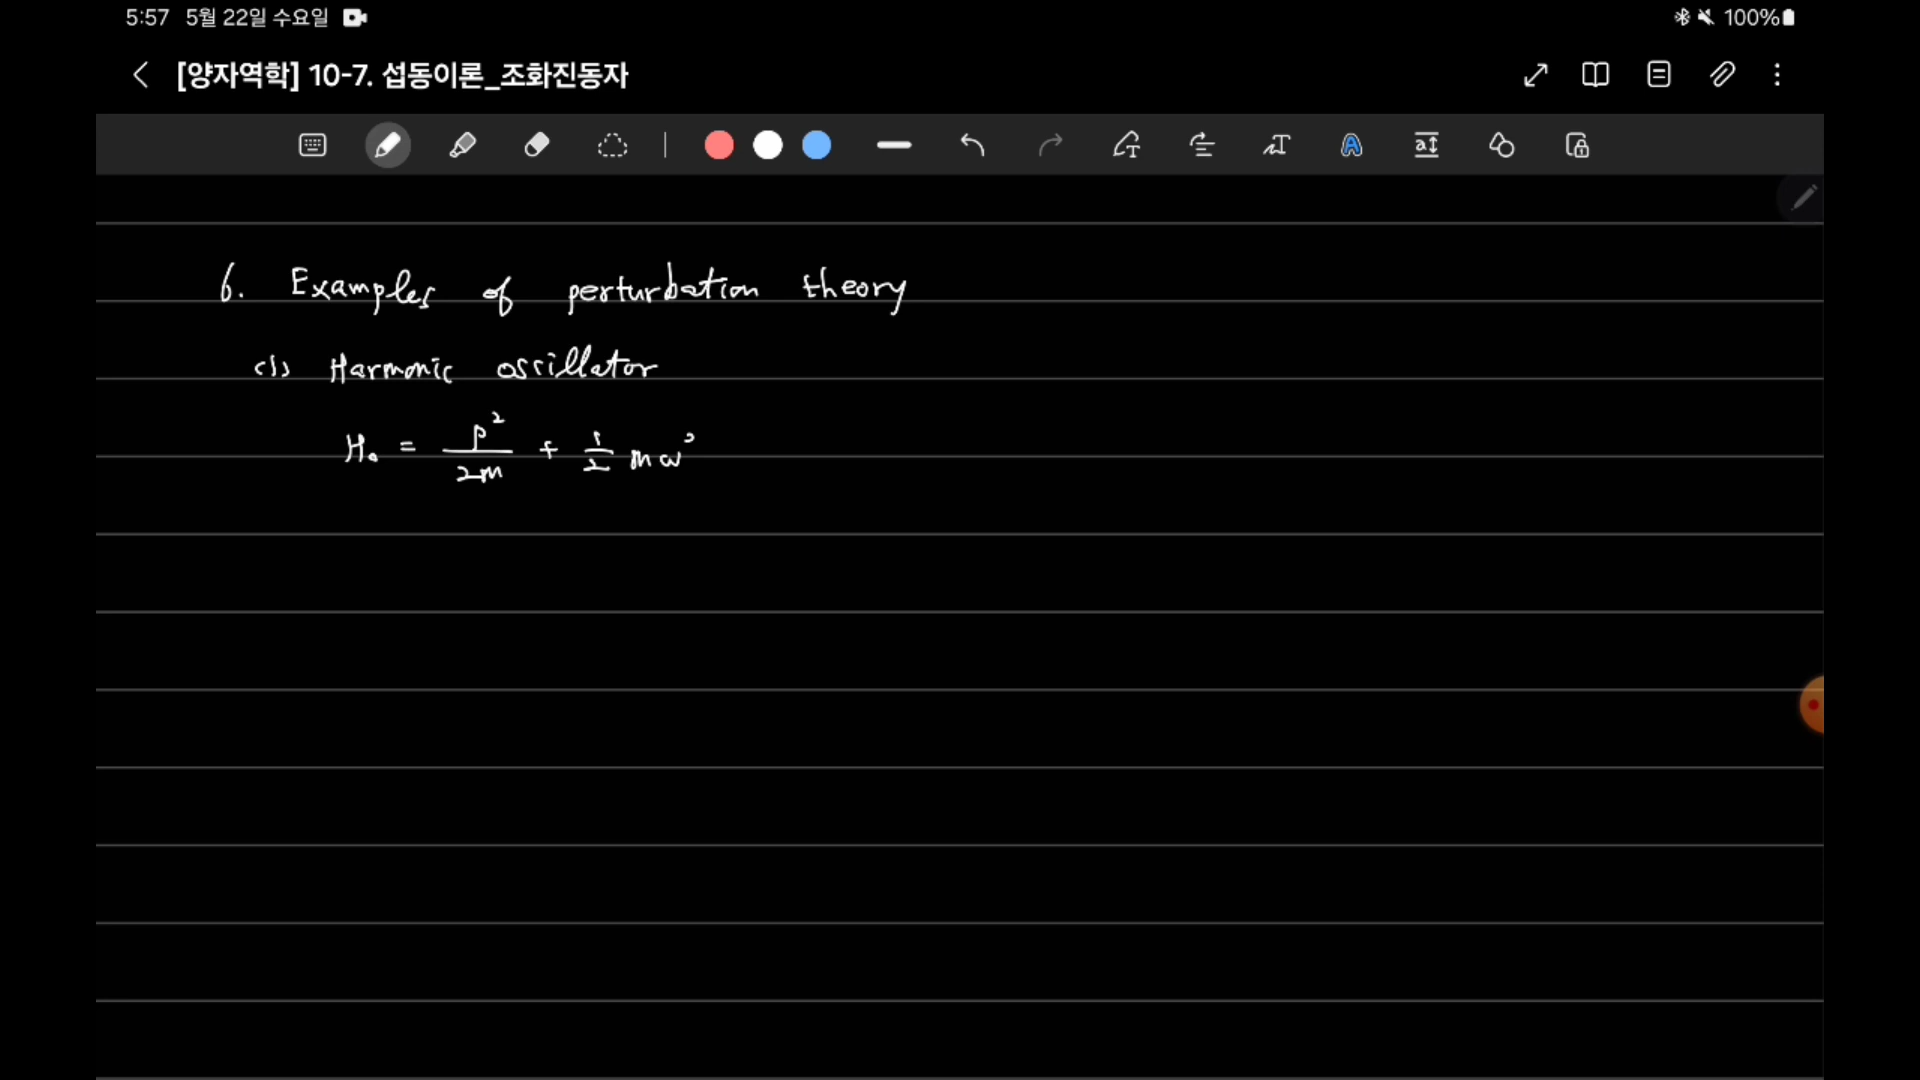 5:57 5월 22일 수요일 100%
[양자역학] 10-7. 섭동이론_조화진동자
6. Examples of perturbation theory
(1) Harmonic oscillator
H₀ = p²/2m + 1/2 mω²